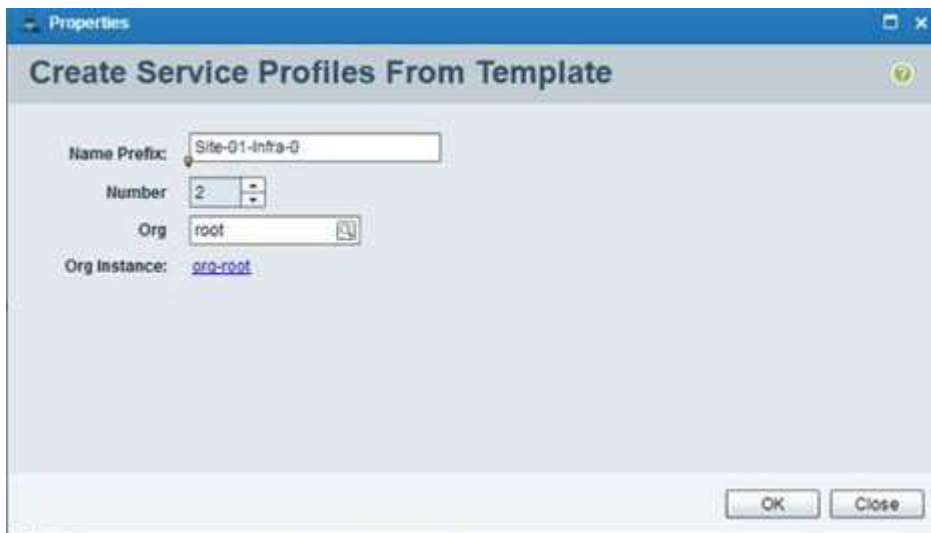 Properties
Create Service Profiles From Template
Name Prefix: Site-01-Infra-0
Number 2
Org root
Org Instance: org-root
OK Close